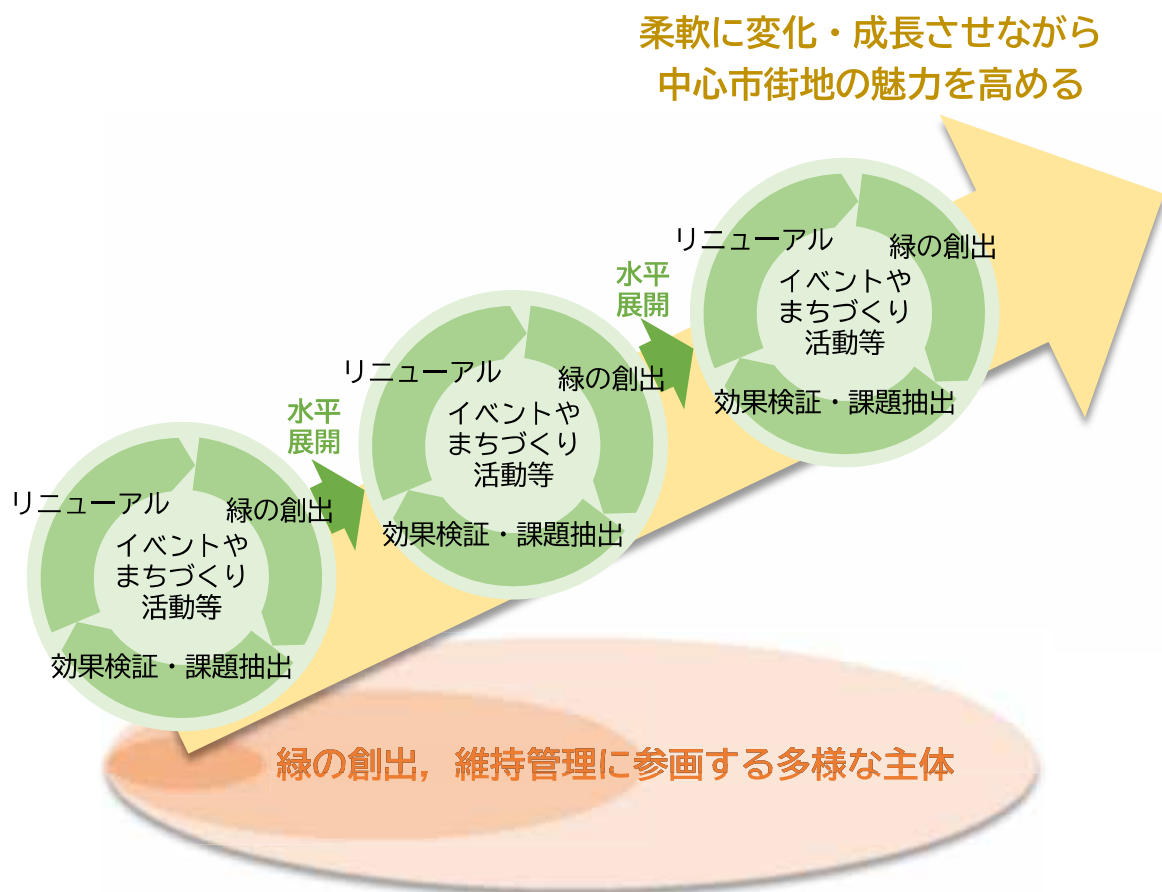 柔軟に変化・成長させながら
中心市街地の魅力を高める
リニューアル
緑の創出
イベントや
まちづくり
活動等
効果検証・課題抽出
水平
展開
リニューアル
緑の創出
イベントや
まちづくり
活動等
効果検証・課題抽出
水平
展開
リニューアル
緑の創出
イベントや
まちづくり
活動等
効果検証・課題抽出
緑の創出，維持管理に参画する多様な主体